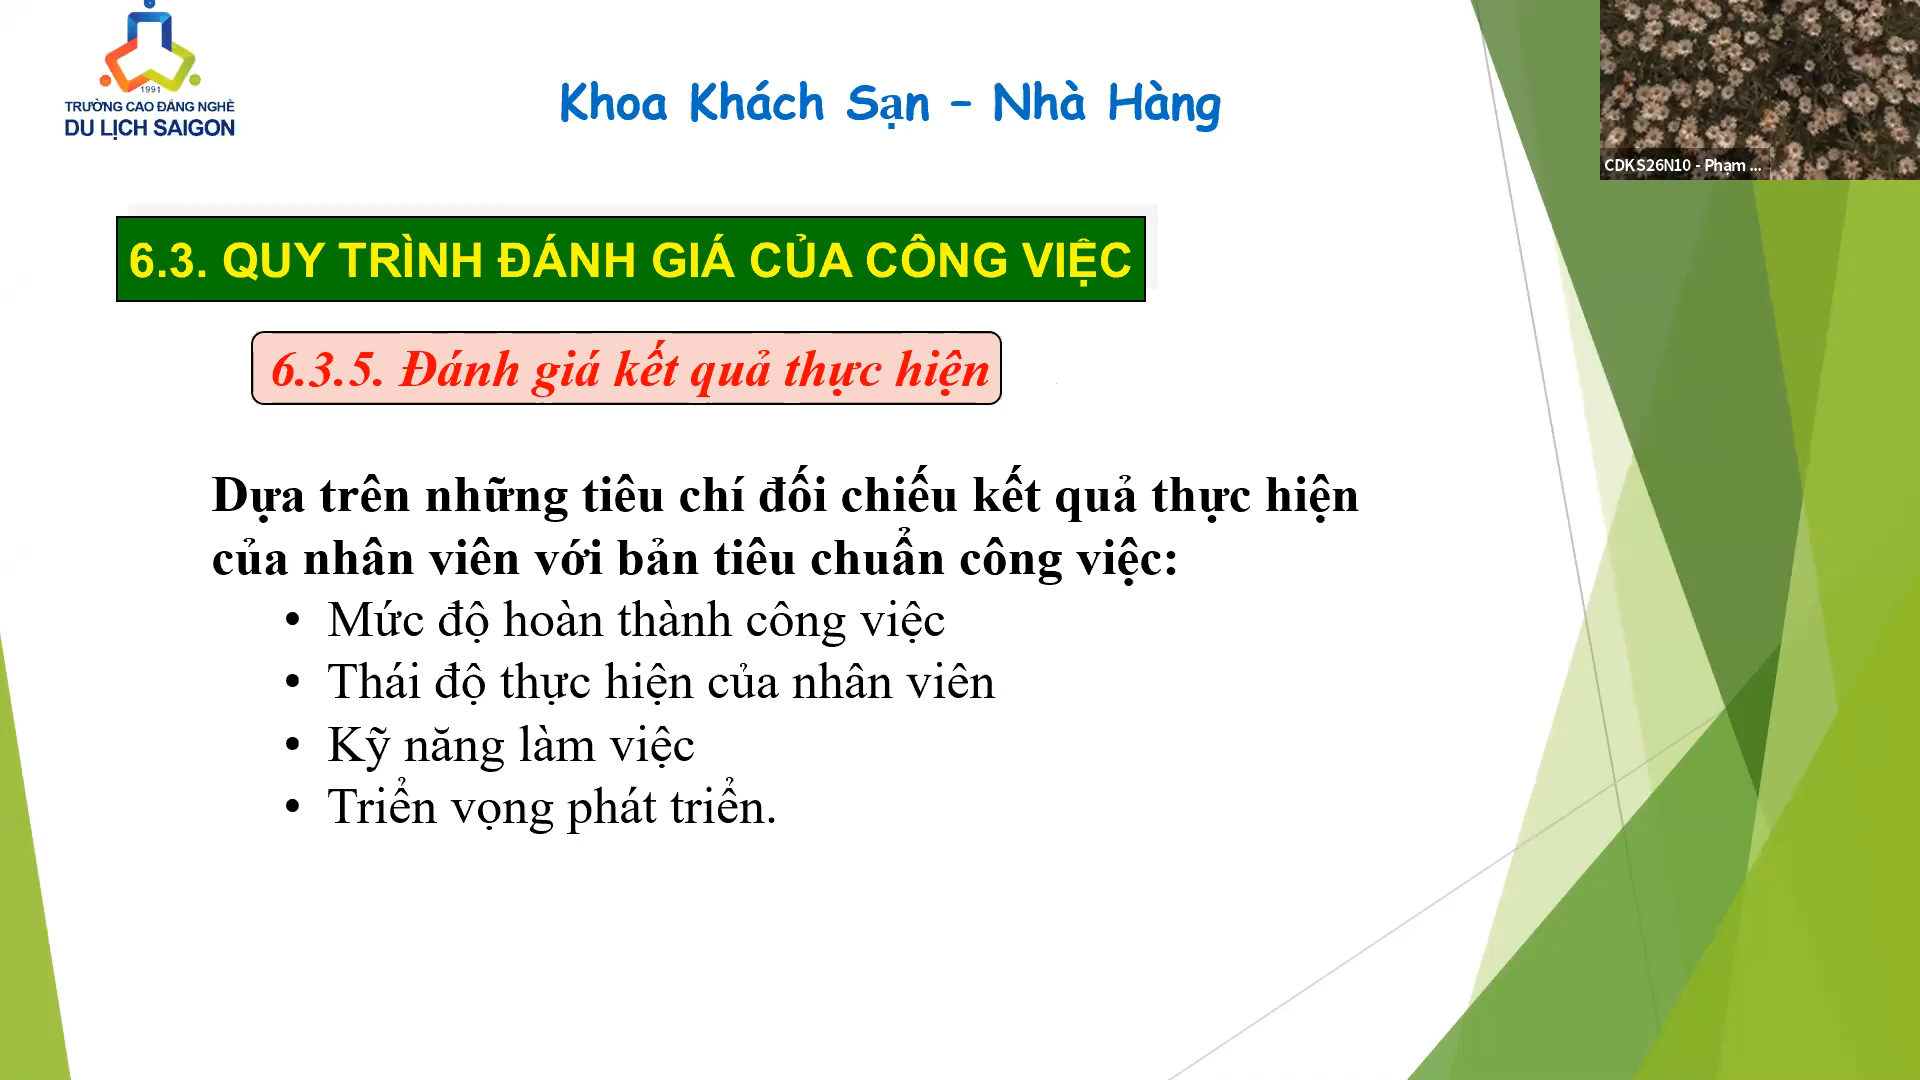 1991
TRƯỜNG CAO ĐẲNG NGHỀ
DU LỊCH SAIGON
Khoa Khách Sạn – Nhà Hàng
CDKS26N10 - Phạm ...
6.3. QUY TRÌNH ĐÁNH GIÁ CỦA CÔNG VIỆC
6.3.5. Đánh giá kết quả thực hiện
Dựa trên những tiêu chí đối chiếu kết quả thực hiện
của nhân viên với bản tiêu chuẩn công việc:
• Mức độ hoàn thành công việc
• Thái độ thực hiện của nhân viên
• Kỹ năng làm việc
• Triển vọng phát triển.